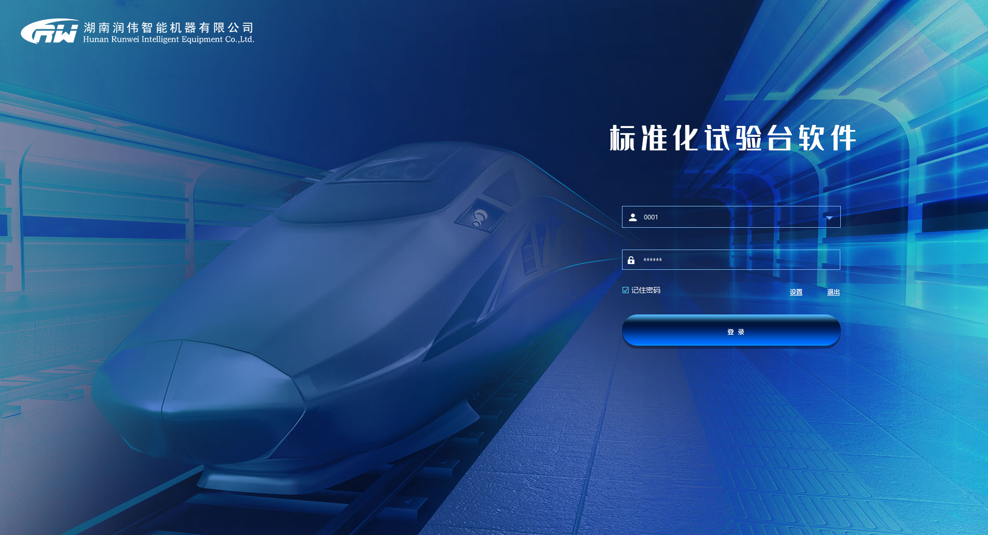 湖南润伟智能机器有限公司
Hunan Runwei Intelligent Equipment Co.,Ltd.
标准化试验台软件
0001
******
记住密码
设置
退出
登 录